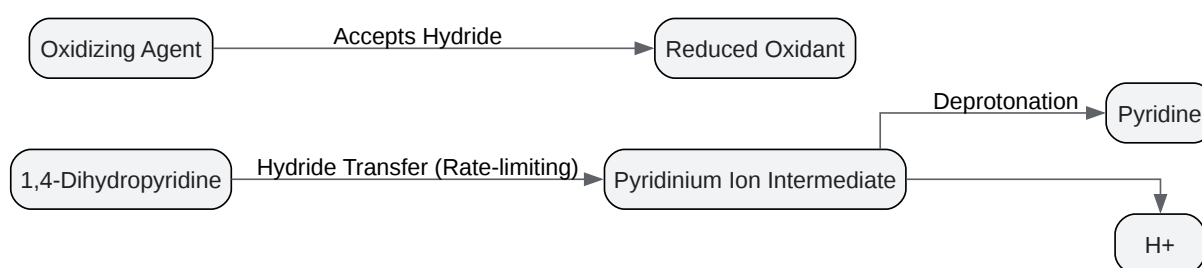 Oxidizing Agent
Accepts Hydride
Reduced Oxidant
Deprotonation
Pyridine
1,4-Dihydropyridine
Hydride Transfer (Rate-limiting)
Pyridinium Ion Intermediate
H+